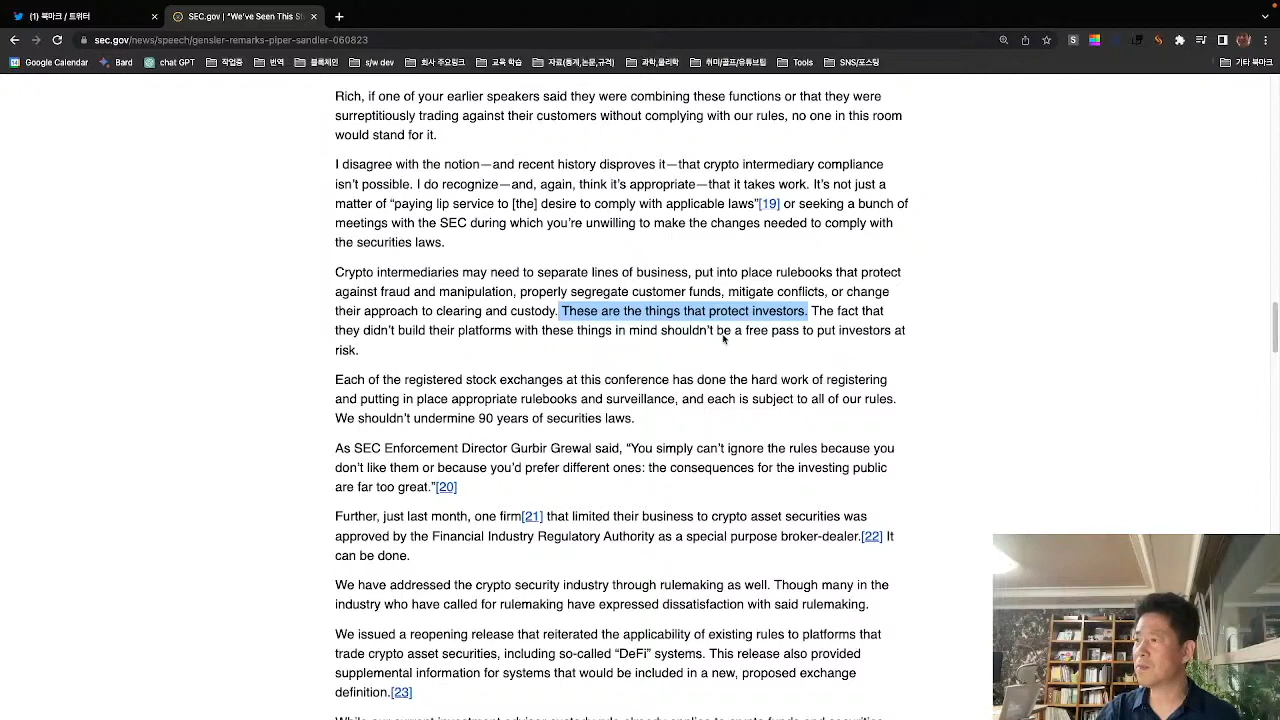 (1) 북마크 / 트위터
SEC.gov | "We've Seen This St
sec.gov/news/speech/gensler-remarks-piper-sandler-060823
Google Calendar
Bard
chat GPT
작업중
번역
블록체인
s/w dev
회사 주오피스
교육 학습
자료(통계,논문,규격)
과학.물리학
취미/골프/유튜브팁
Tools
SNS/포스팅
기타 북마크
Rich, if one of your earlier speakers said they were combining these functions or that they were
surreptitiously trading against their customers without complying with our rules, no one in this room
would stand for it.
I disagree with the notion—and recent history disproves it—that crypto intermediary compliance
isn't possible. I do recognize—and, again, think it's appropriate—that it takes work. It's not just a
matter of "paying lip service to [the] desire to comply with applicable laws"[19] or seeking a bunch of
meetings with the SEC during which you're unwilling to make the changes needed to comply with
the securities laws.
Crypto intermediaries may need to separate lines of business, put into place rulebooks that protect
against fraud and manipulation, properly segregate customer funds, mitigate conflicts, or change
their approach to clearing and custody. These are the things that protect investors. The fact that
they didn't build their platforms with these things in mind shouldn't be a free pass to put investors at
risk.
Each of the registered stock exchanges at this conference has done the hard work of registering
and putting in place appropriate rulebooks and surveillance, and each is subject to all of our rules.
We shouldn't undermine 90 years of securities laws.
As SEC Enforcement Director Gurbir Grewal said, "You simply can't ignore the rules because you
don't like them or because you'd prefer different ones: the consequences for the investing public
are far too great."[20]
Further, just last month, one firm[21] that limited their business to crypto asset securities was
approved by the Financial Industry Regulatory Authority as a special purpose broker-dealer.[22] It
can be done.
We have addressed the crypto security industry through rulemaking as well. Though many in the
industry who have called for rulemaking have expressed dissatisfaction with said rulemaking.
We issued a reopening release that reiterated the applicability of existing rules to platforms that
trade crypto asset securities, including so-called "DeFi" systems. This release also provided
supplemental information for systems that would be included in a new, proposed exchange
definition.[23]